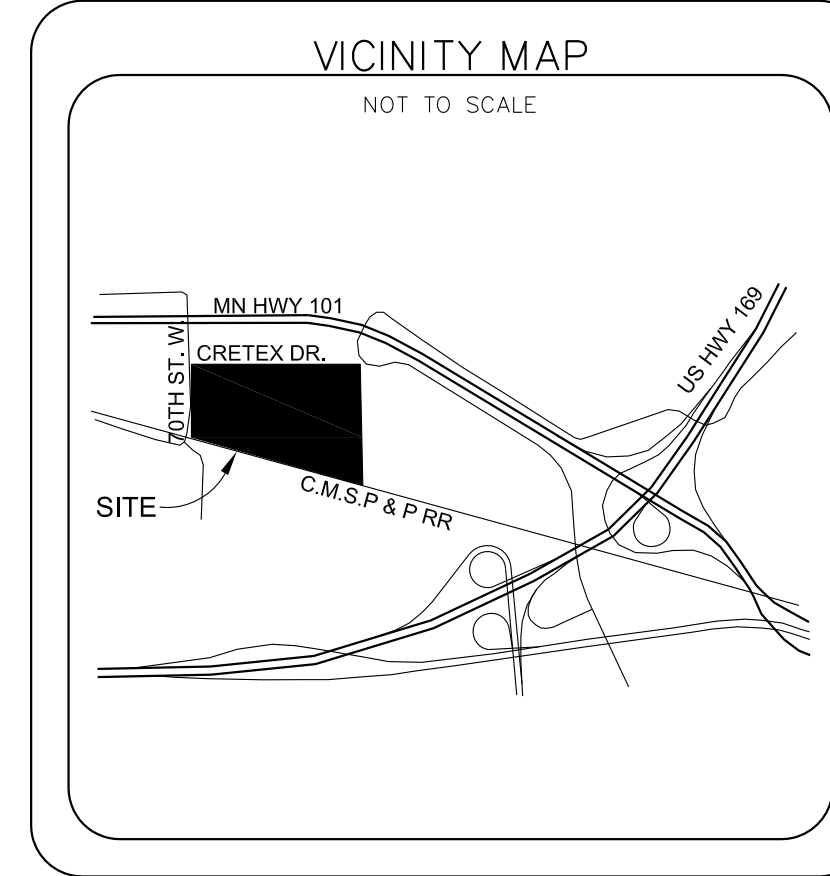 VICINITY MAP
NOT TO SCALE
MN HWY 101
US HWY 169
CRETEX DR.
70TH ST. W.
SITE
C.M.S.P & P RR